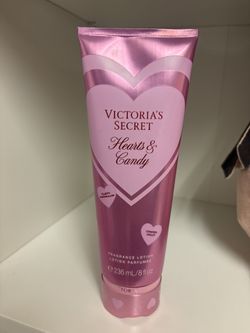 VICTORIA'S
SECRET
Hearts &
Candy
FRAGRANCE LOTION
LOTION PARFUMÉE
e 236 mL/8 fl oz